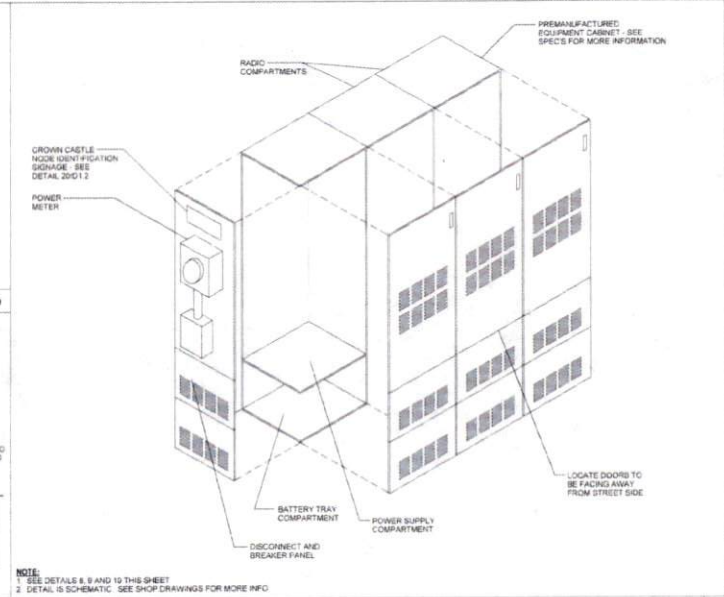 PREMANUFACTURED
EQUIPMENT CABINET - SEE
SPEC'S FOR MORE INFORMATION
RADIO
COMPARTMENTS
CROWN CASTLE
NODE IDENTIFICATION
SIGNAGE - SEE
DETAIL
POWER
METER
LOCATE DOORS TO
BE FACING AWAY
FROM STREET SIDE
BATTERY TRAY
COMPARTMENT
POWER SUPPLY
COMPARTMENT
DISCONNECT AND
BREAKER PANEL
NOTE:
1. SEE DETAILS 8, 9 AND 10 THIS SHEET
2. DETAIL IS SCHEMATIC. SEE SHOP DRAWINGS FOR MORE INFO